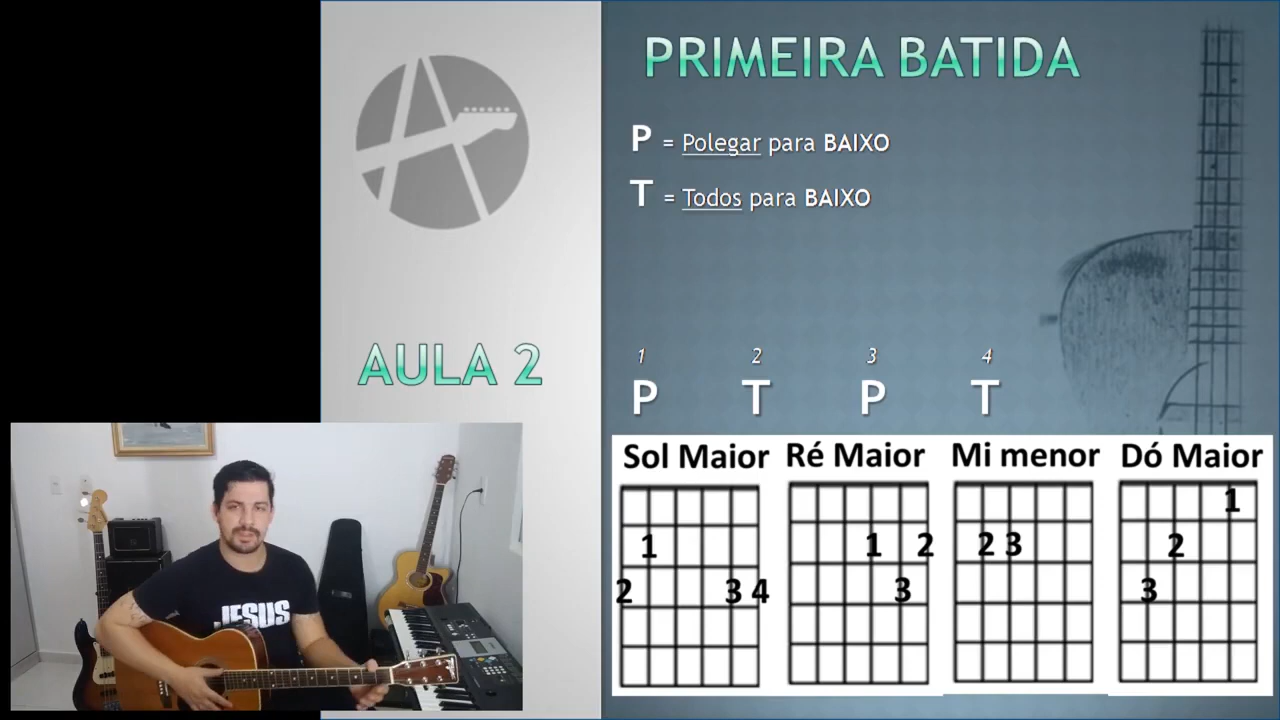 PRIMEIRA BATIDA
P = Polegar para BAIXO
T = Todos para BAIXO
AULA 2
1 2 3 4
P T P T
Sol Maior Ré Maior Mi menor Dó Maior
1
1 2 2 3 2
1
2 3 4
3
3
JESUS